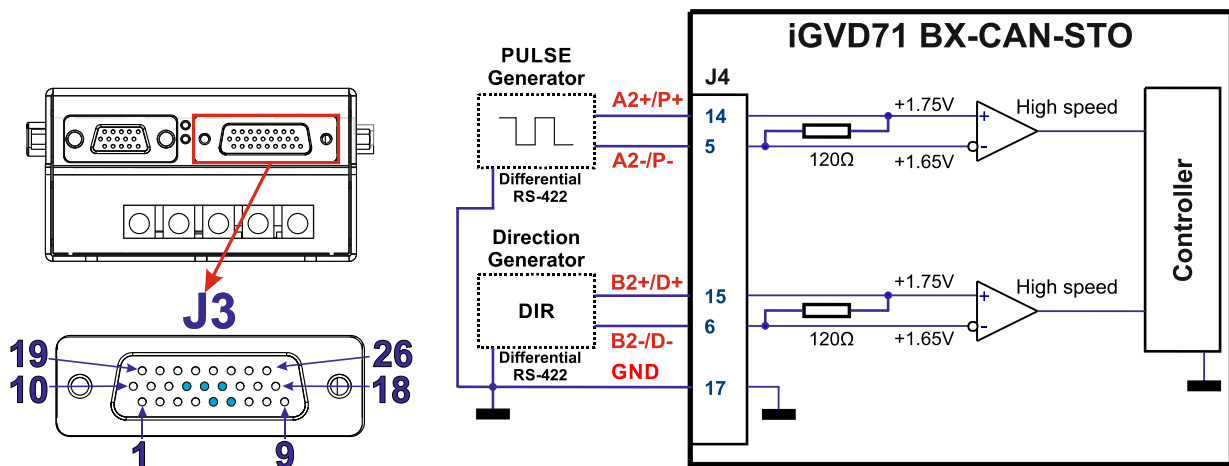 J3
19
26
10
18
1
9
iGVD71 BX-CAN-STO
PULSE
Generator
J4
A2+/P+
14
A2-/P-
5
Differential
RS-422
+1.75V
+
High speed
120Ω
+1.65V
-
Direction
Generator
DIR
B2+/D+
15
B2-/D-
6
Differential
RS-422
GND
17
+1.75V
+
High speed
120Ω
+1.65V
-
Controller